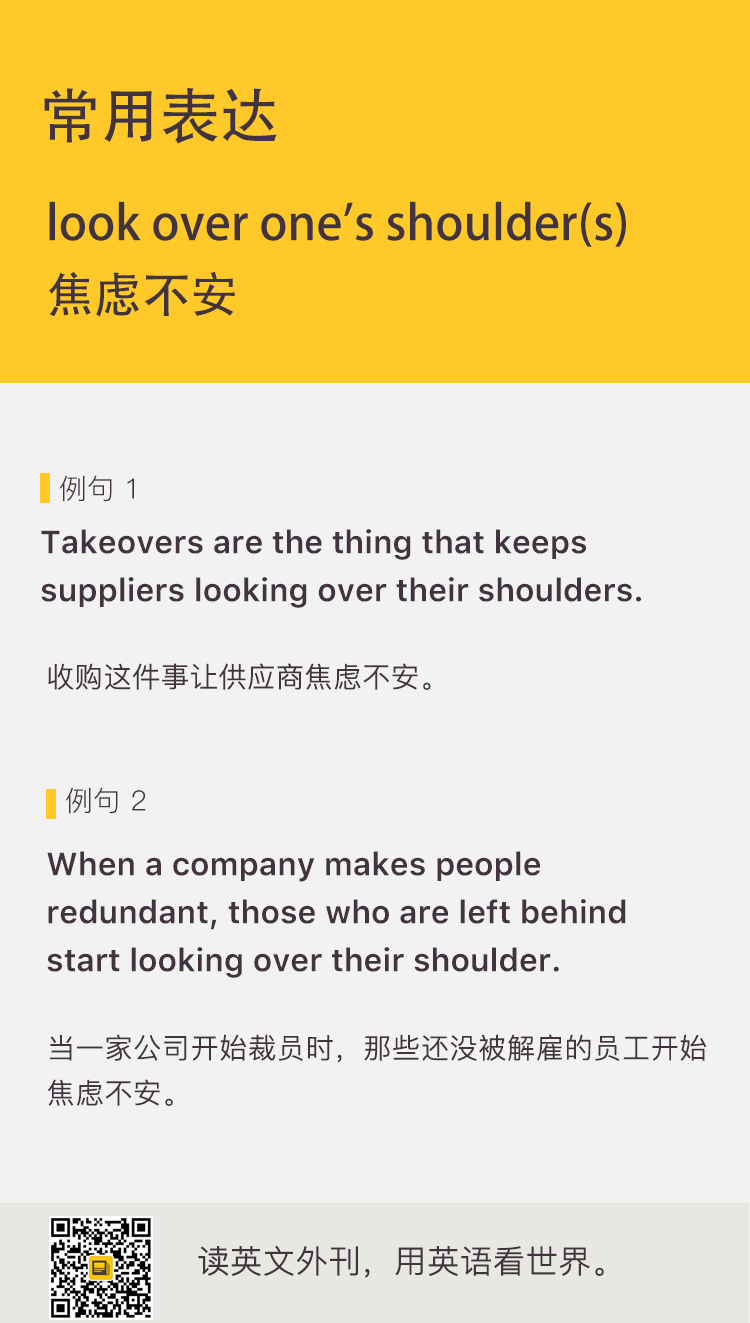 常用表达
look over one’s shoulder(s)
焦虑不安
例句 1
Takeovers are the thing that keeps
suppliers looking over their shoulders.
收购这件事让供应商焦虑不安。
例句 2
When a company makes people
redundant, those who are left behind
start looking over their shoulder.
当一家公司开始裁员时，那些还没被解雇的员工开始
焦虑不安。
读英文外刊，用英语看世界。